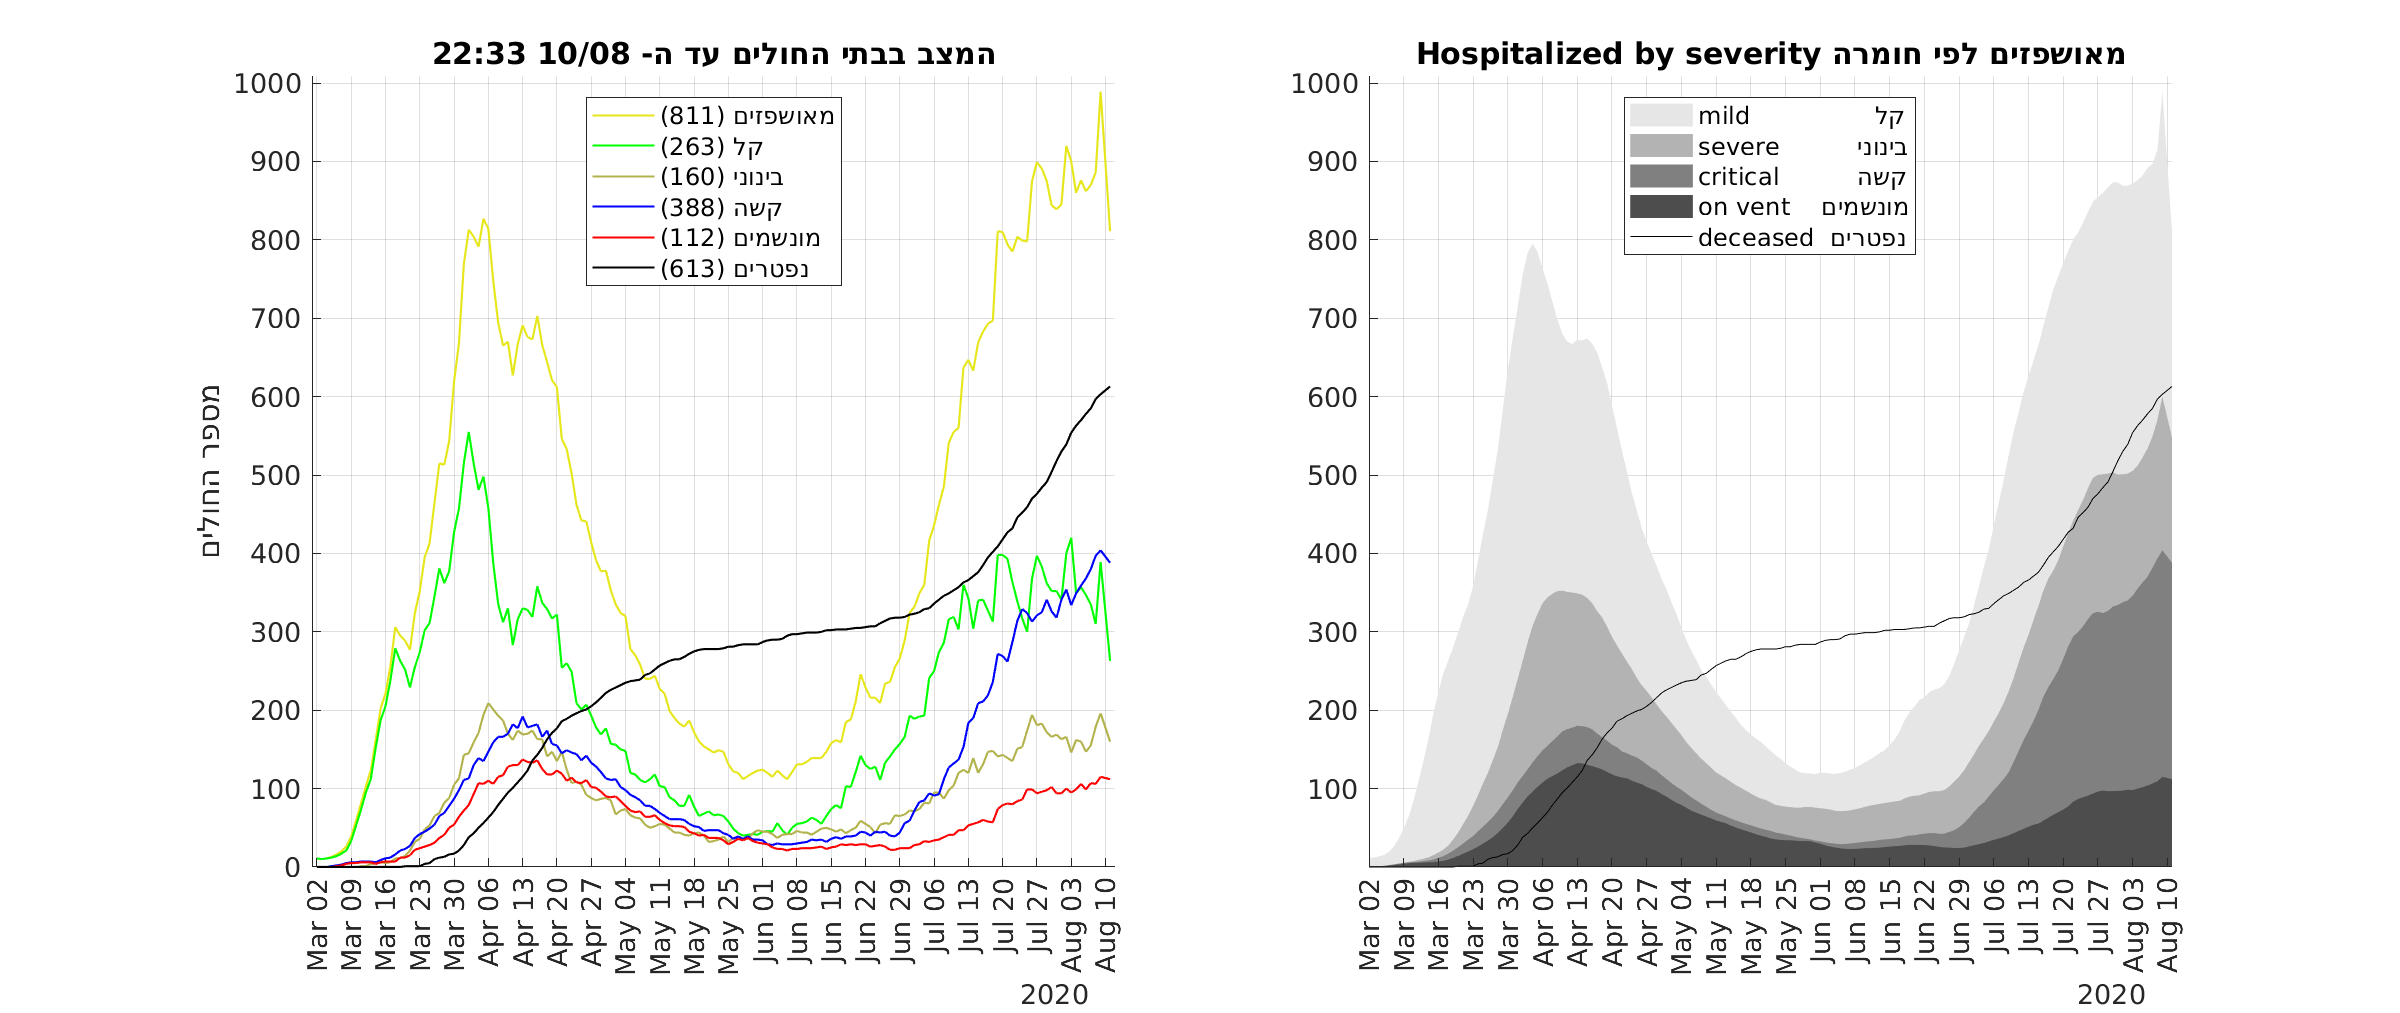 המצב בבתי החולים עד ה- 10/08 22:33
1000
900
800
700
600
500
400
300
200
100
0
מספר החולים
מאושפזים (811)
קל (263)
בינוני (160)
קשה (388)
מונשמים (112)
נפטרים (613)
Mar 02
Mar 09
Mar 16
Mar 23
Mar 30
Apr 06
Apr 13
Apr 20
Apr 27
May 04
May 11
May 18
May 25
Jun 01
Jun 08
Jun 15
Jun 22
Jun 29
Jul 06
Jul 13
Jul 20
Jul 27
Aug 03
Aug 10
2020
Hospitalized by severity מאושפזים לפי חומרה
1000
900
800
700
600
500
400
300
200
100
mild קל
severe בינוני
critical קשה
on vent מונשמים
deceased נפטרים
Mar 02
Mar 09
Mar 16
Mar 23
Mar 30
Apr 06
Apr 13
Apr 20
Apr 27
May 04
May 11
May 18
May 25
Jun 01
Jun 08
Jun 15
Jun 22
Jun 29
Jul 06
Jul 13
Jul 20
Jul 27
Aug 03
Aug 10
2020